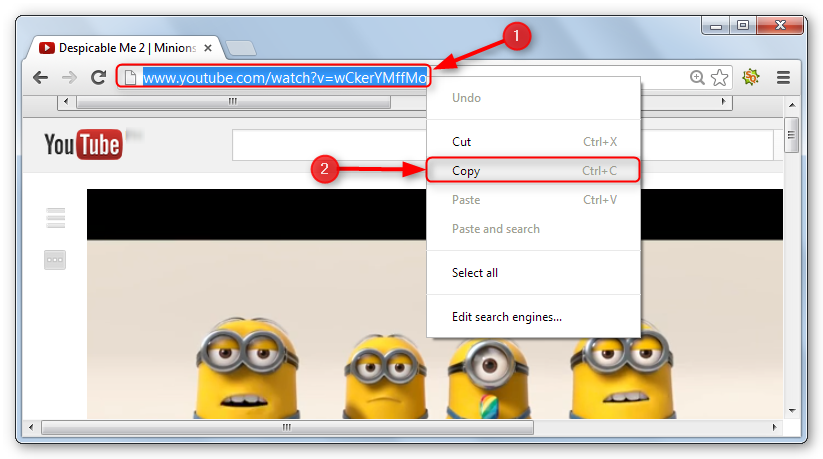 1
Despicable Me 2 | Minions
www.youtube.com/watch?v=wCkerYMffMo
Undo
YouTube
Cut Ctrl+X
2
Copy Ctrl+C
Paste Ctrl+V
Paste and search
Select all
Edit search engines...